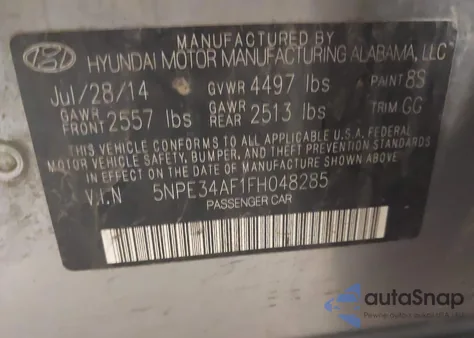 MANUFACTURED BY
HYUNDAI MOTOR MANUFACTURING ALABAMA, LLC
Jul/28/14 GVWR 4497 lbs PAINT 8S
GAWR FRONT 2557 lbs GAWR REAR 2513 lbs TRIM GG
THIS VEHICLE CONFORMS TO ALL APPLICABLE U.S.A. FEDERAL
MOTOR VEHICLE SAFETY, BUMPER, AND THEFT PREVENTION STANDARDS
IN EFFECT ON THE DATE OF MANUFACTURE SHOWN ABOVE.
V.I.N 5NPE34AF1FH048285
PASSENGER CAR
autaSnap